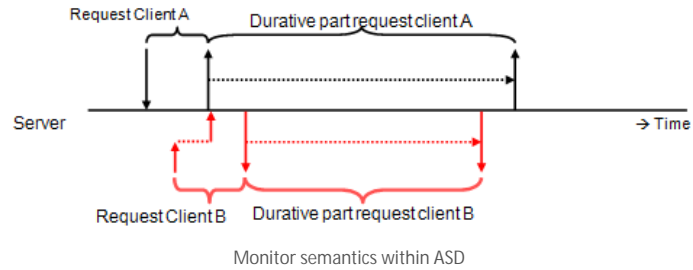 Request Client A
Durative part request client A
Server
→ Time
Request Client B
Durative part request client B
Monitor semantics within ASD